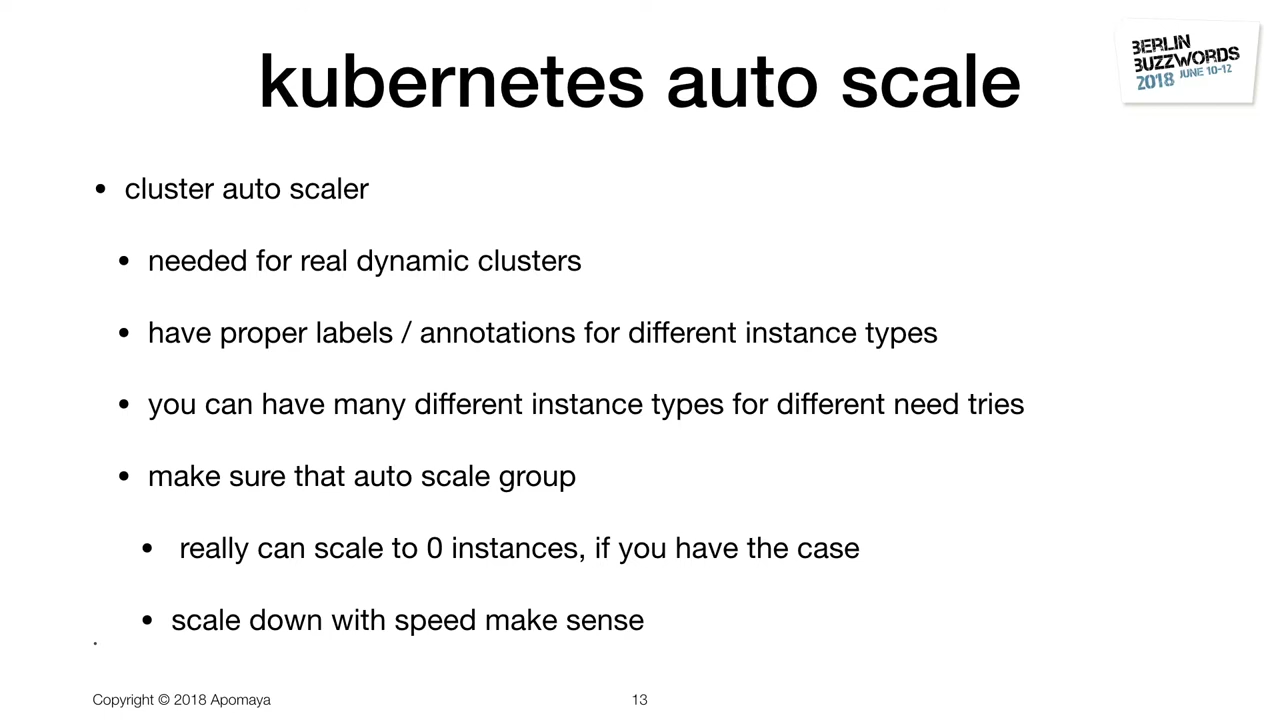 kubernetes auto scale
BERLIN
BUZZWORDS
2018 JUNE 10-12
• cluster auto scaler
• needed for real dynamic clusters
• have proper labels / annotations for different instance types
• you can have many different instance types for different need tries
• make sure that auto scale group
• really can scale to 0 instances, if you have the case
• scale down with speed make sense
Copyright © 2018 Apomaya
13